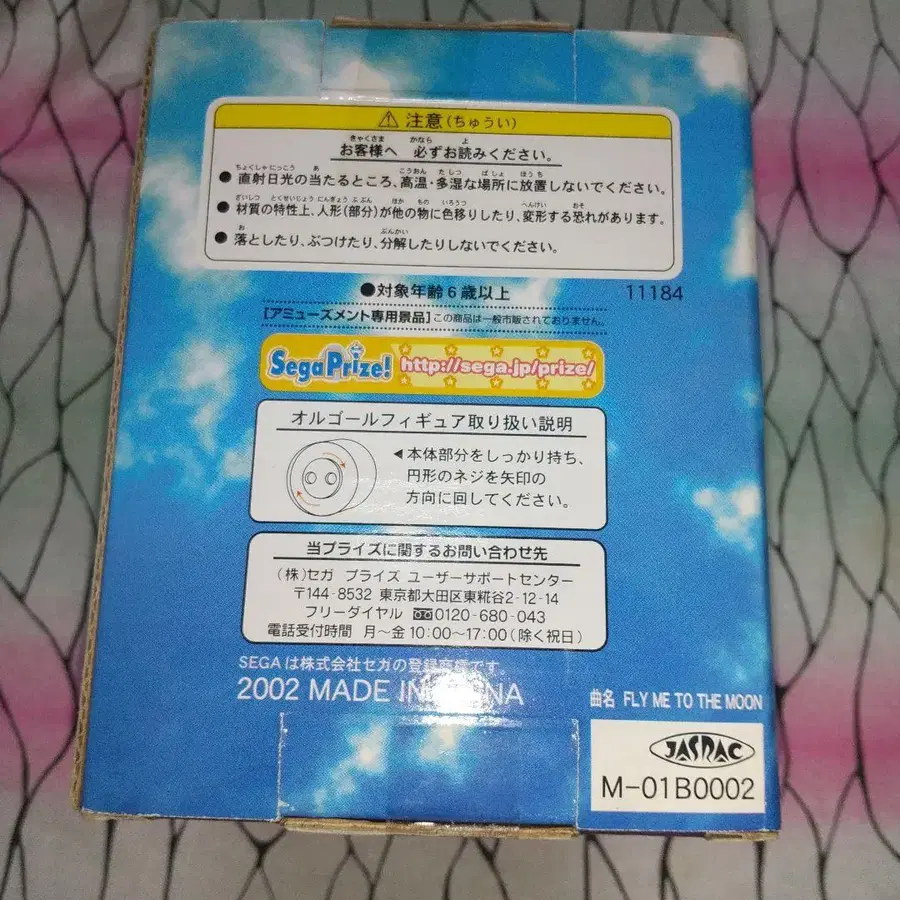 ⚠ 注意(ちゅうい)
お客様へ 必ずお読みください。
●直射日光の当たるところ、高温・多湿な場所に放置しないでください。
●材質の特性上、人形(部分)が他の物に色移りしたり、変形する恐れがあります。
●落としたり、ぶつけたり、分解したりしないでください。
●対象年齢6歳以上
11184
[アミューズメント専用景品]この商品は一般市販されておりません。
SegaPrize! http://sega.jp/prize/
オルゴールフィギュア取り扱い説明
◀本体部分をしっかり持ち、
円形のネジを矢印の
方向に回してください。
当プライズに関するお問い合わせ先
(株)セガ プライズ ユーザーサポートセンター
〒144-8532 東京都大田区東糀谷2-12-14
フリーダイヤル 0120-680-043
電話受付時間 月〜金 10:00〜17:00(除く祝日)
SEGAは株式会社セガの登録商標です。
2002 MADE IN CHINA
曲名 FLY ME TO THE MOON
JASRAC
M-01B0002